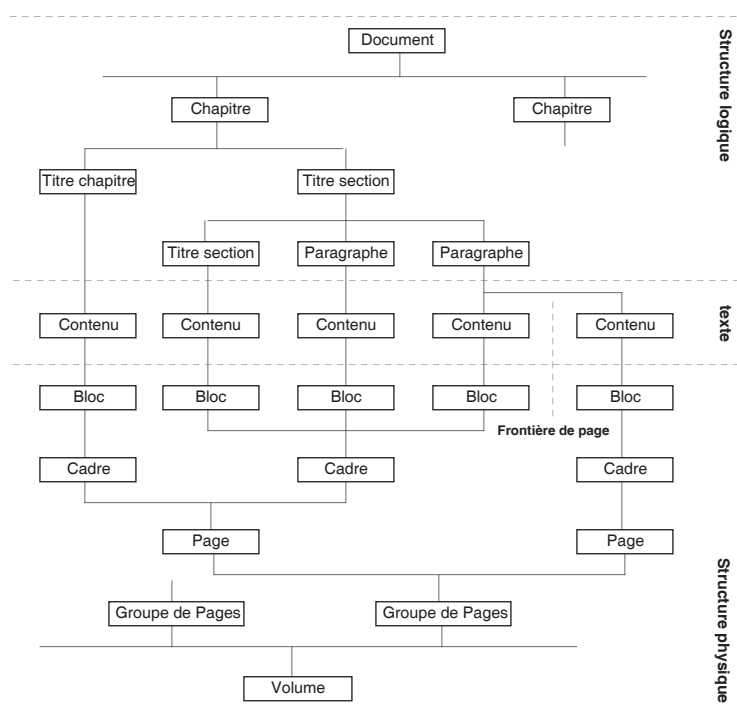 Document
Structure logique
Chapitre Chapitre
Titre chapitre Titre section
Titre section Paragraphe Paragraphe
Contenu Contenu Contenu Contenu Contenu
texte
Bloc Bloc Bloc Bloc Bloc
Frontière de page
Cadre Cadre Cadre
Page Page
Structure physique
Groupe de Pages Groupe de Pages
Volume